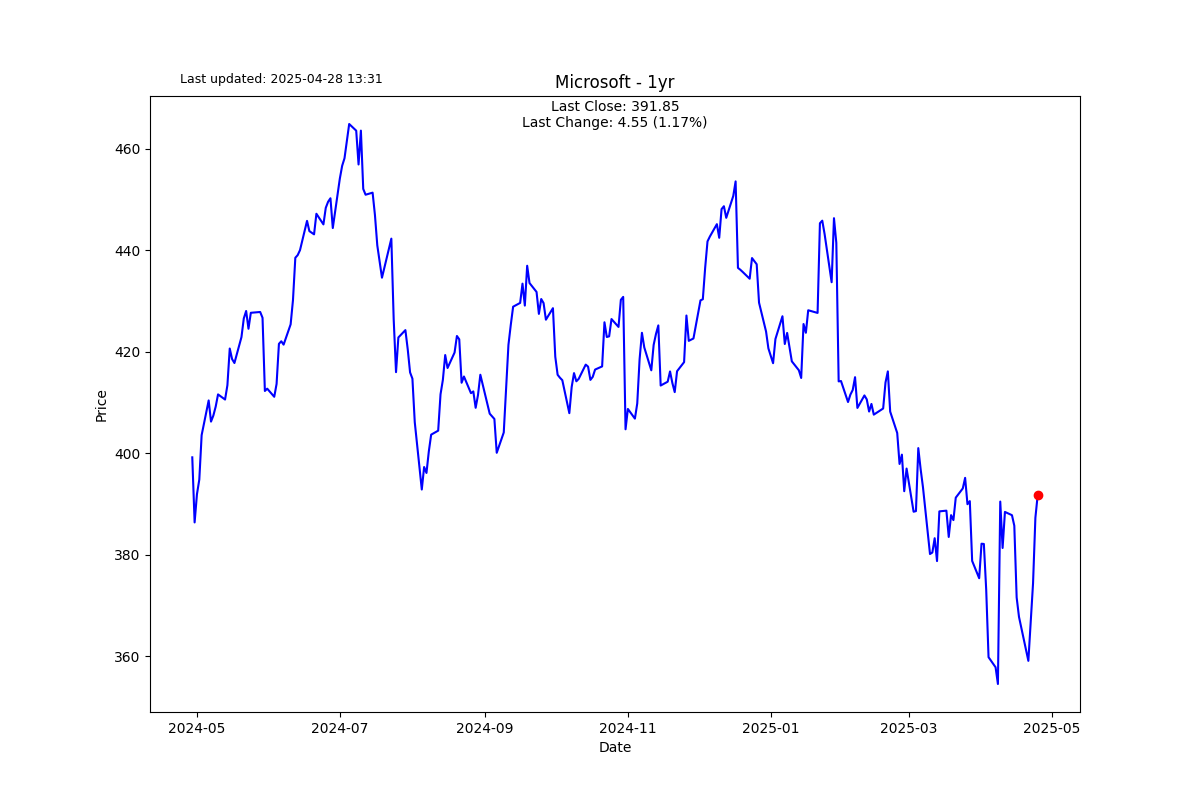 Last updated: 2025-04-28 13:31
Microsoft - 1yr
Last Close: 391.85
Last Change: 4.55 (1.17%)
460
440
420
400
380
360
Price
2024-05 2024-07 2024-09 2024-11 2025-01 2025-03 2025-05
Date